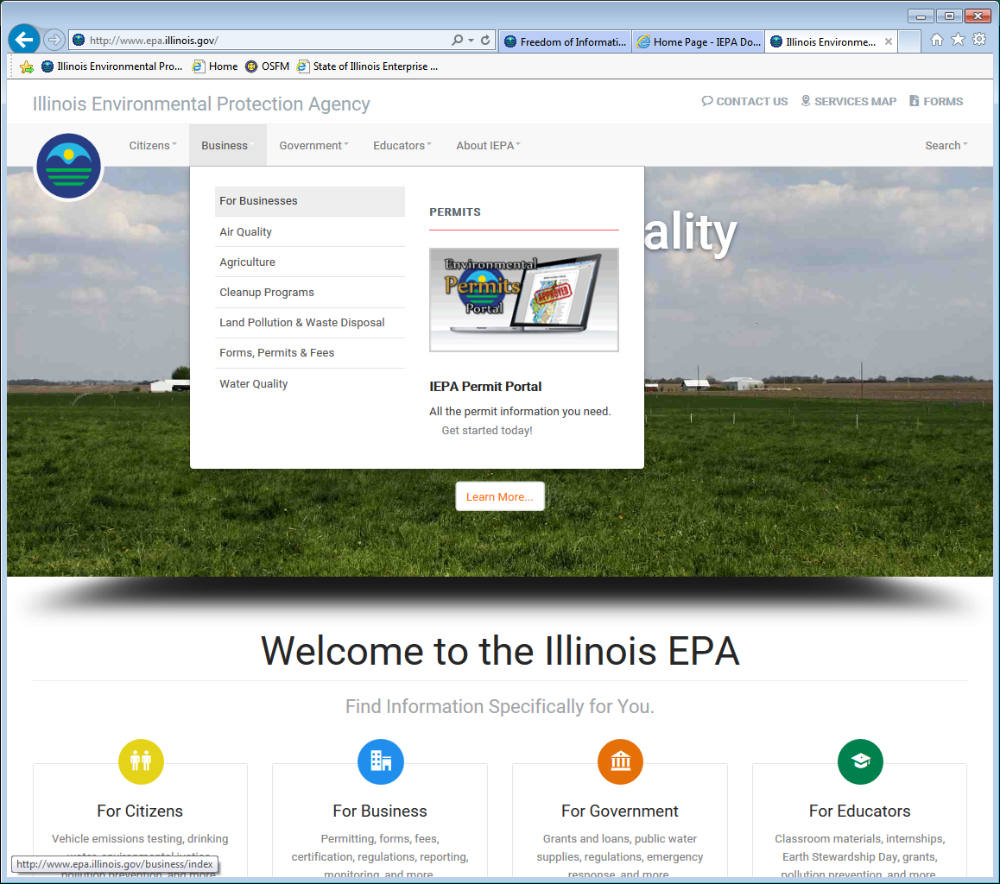 http://www.epa.illinois.gov/
Freedom of Informati...
Home Page - IEPA Do...
Illinois Environme...
Illinois Environmental Pro...
Home
OSFM
State of Illinois Enterprise ...
Illinois Environmental Protection Agency
CONTACT US
SERVICES MAP
FORMS
Citizens
Business
Government
Educators
About IEPA
Search
For Businesses
Air Quality
Agriculture
Cleanup Programs
Land Pollution & Waste Disposal
Forms, Permits & Fees
Water Quality
PERMITS
Environmental
Permits
Portal
APPROVED
IEPA Permit Portal
All the permit information you need.
Get started today!
ality
Learn More...
Welcome to the Illinois EPA
Find Information Specifically for You.
For Citizens
Vehicle emissions testing, drinking
water, environmental justice,
pollution prevention, and more
For Business
Permitting, forms, fees,
certification, regulations, reporting,
monitoring, and more
For Government
Grants and loans, public water
supplies, regulations, emergency
response, and more
For Educators
Classroom materials, internships,
Earth Stewardship Day, grants,
pollution prevention, and more
http://www.epa.illinois.gov/business/index